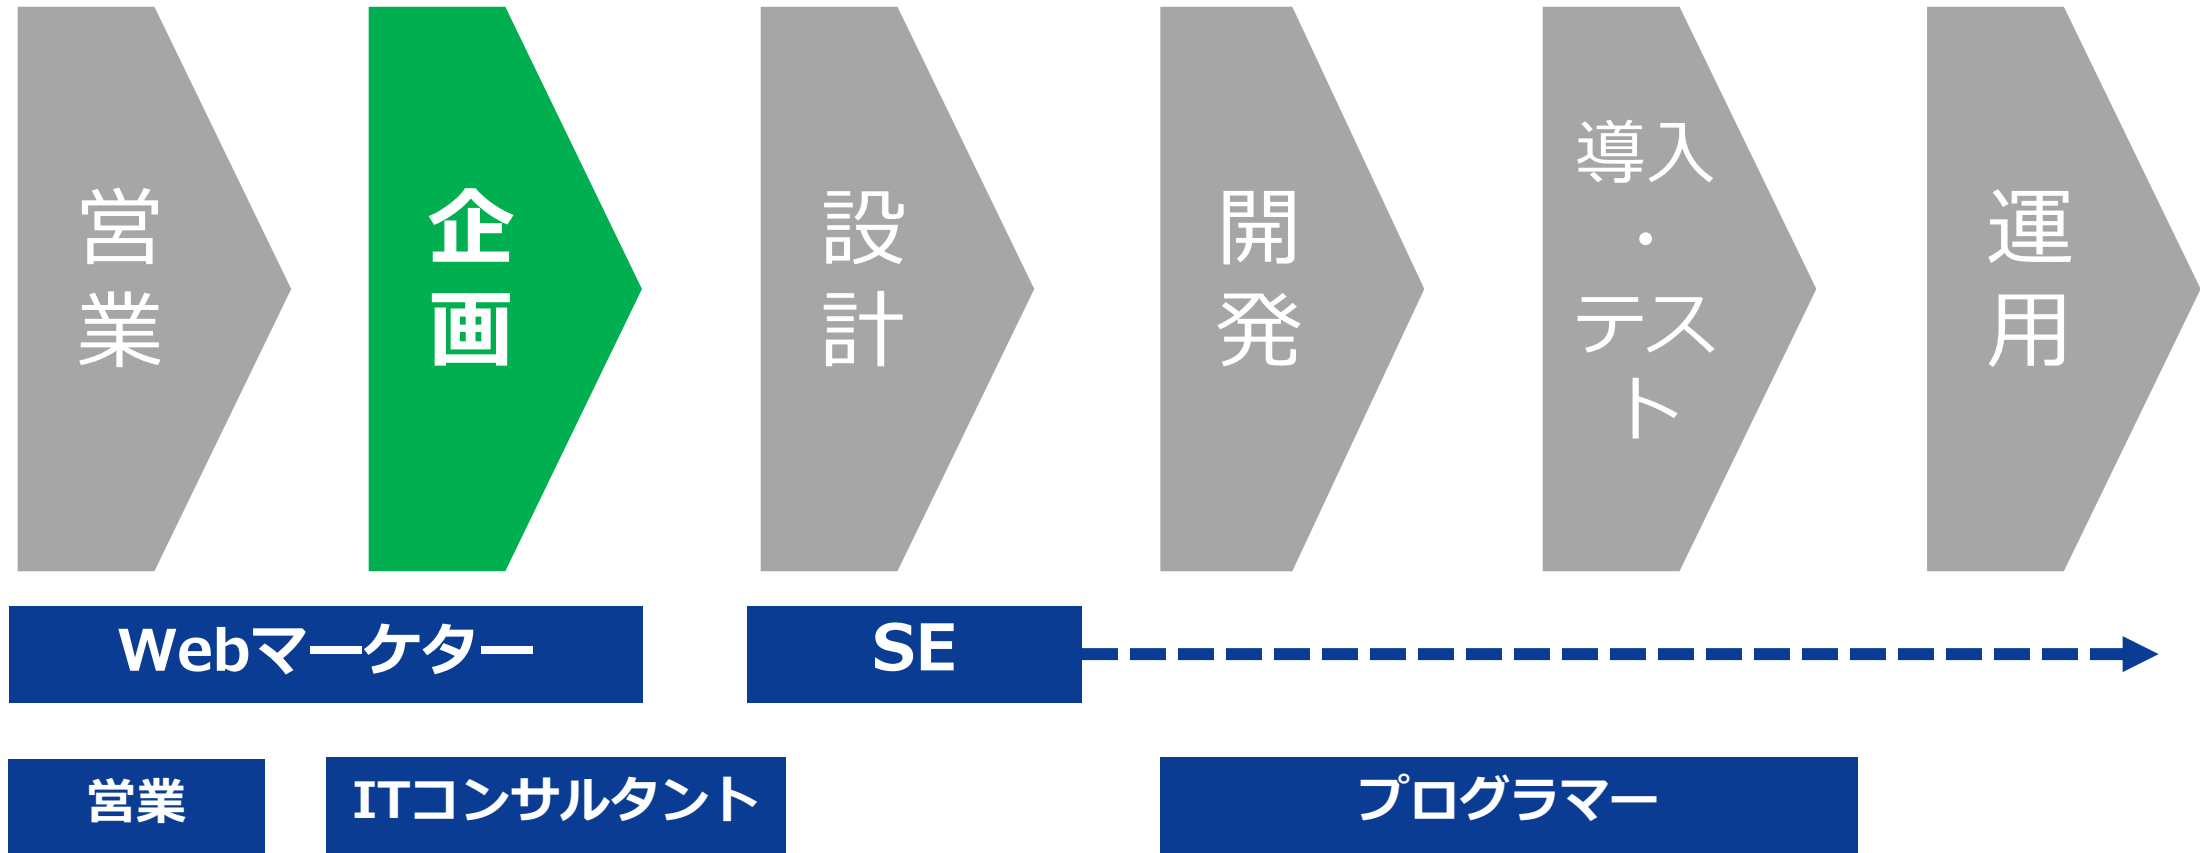 営
業
企
画
設
計
開
発
導入
・
テス
ト
運
用
Webマーケター
SE
営業
ITコンサルタント
プログラマー